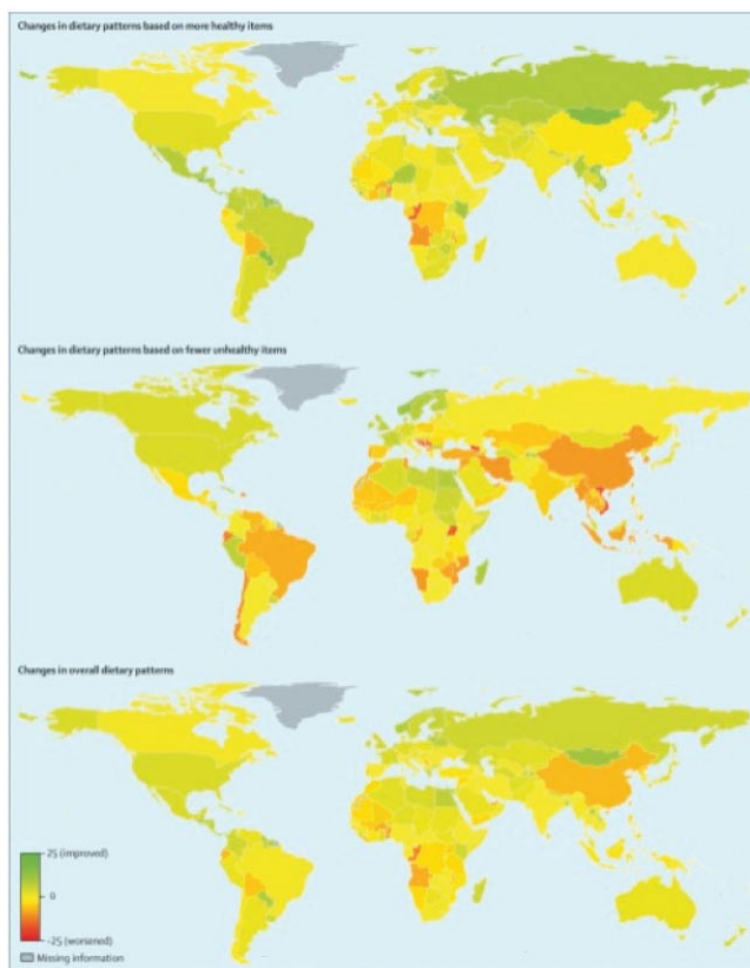 Changes in dietary patterns based on more healthy items
Changes in dietary patterns based on fewer unhealthy items
Changes in overall dietary patterns
25 (improved)
0
-25 (worsened)
Missing information